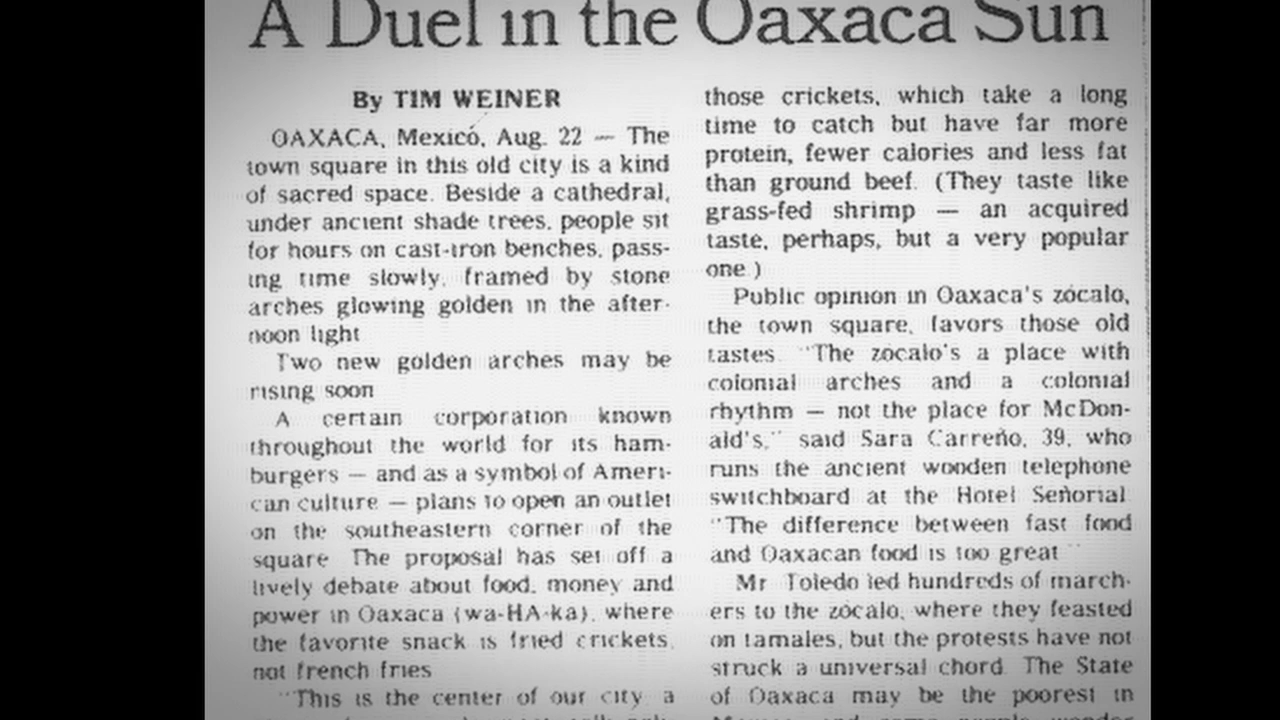 A Duel in the Oaxaca Sun
By TIM WEINER
OAXACA, Mexico, Aug. 22 — The
town square in this old city is a kind
of sacred space. Beside a cathedral,
under ancient shade trees, people sit
for hours on cast-iron benches, pass-
ing time slowly, framed by stone
arches glowing golden in the after-
noon light
Two new golden arches may be
rising soon
A certain corporation known
throughout the world for its ham-
burgers — and as a symbol of Ameri-
can culture — plans to open an outlet
on the southeastern corner of the
square The proposal has set off a
lively debate about food, money and
power in Oaxaca (wa-HA-ka), where
the favorite snack is fried crickets,
not french fries
"This is the center of our city a
those crickets, which take a long
time to catch but have far more
protein, fewer calories and less fat
than ground beef. (They taste like
grass-fed shrimp — an acquired
taste, perhaps, but a very popular
one.)
Public opinion in Oaxaca's zócalo,
the town square, favors those old
tastes "The zócalo's a place with
colonial arches and a colonial
rhythm — not the place for McDon-
ald's," said Sara Carreño, 39, who
runs the ancient wooden telephone
switchboard at the Hotel Señorial
"The difference between fast food
and Oaxacan food is too great "
Mr Toledo led hundreds of march-
ers to the zócalo, where they feasted
on tamales, but the protests have not
struck a universal chord The State
of Oaxaca may be the poorest in